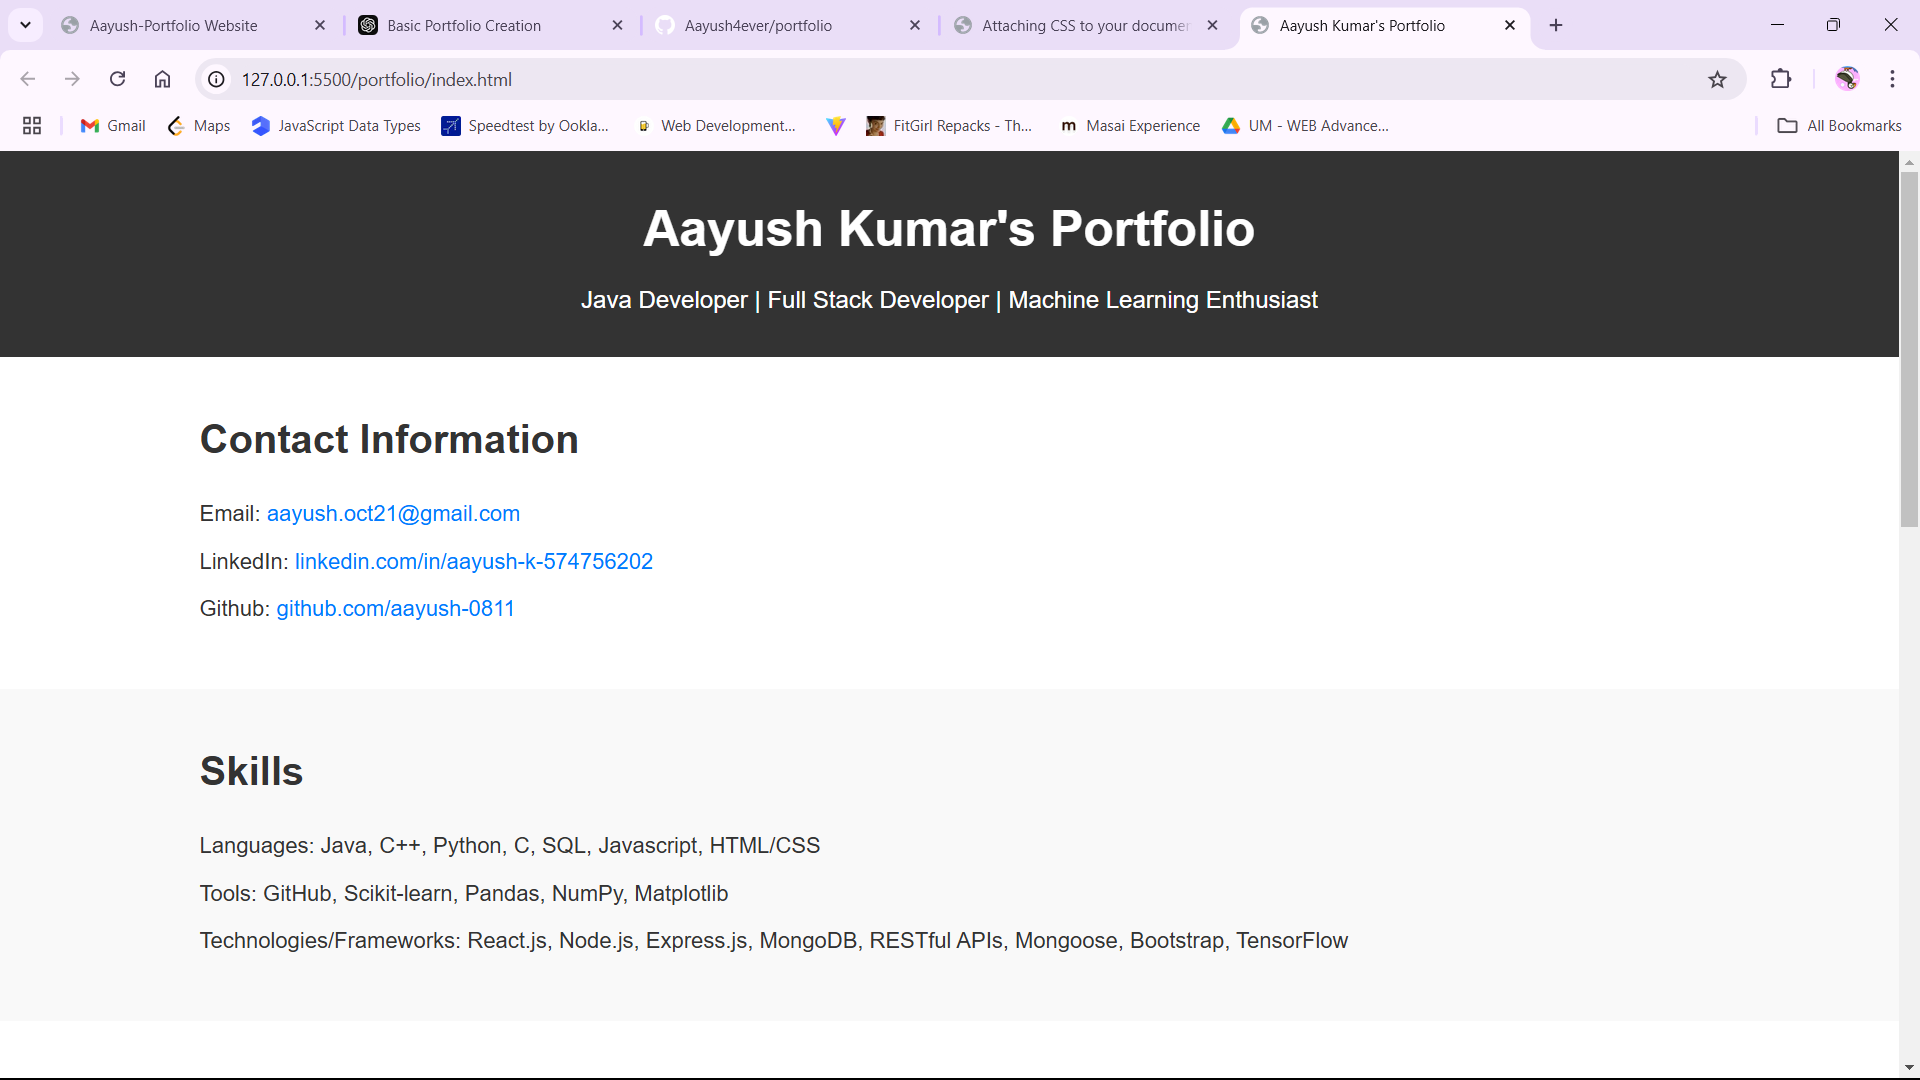 Aayush-Portfolio Website
Basic Portfolio Creation
Aayush4ever/portfolio
Attaching CSS to your documen
Aayush Kumar's Portfolio
127.0.0.1:5500/portfolio/index.html
Gmail
Maps
JavaScript Data Types
Speedtest by Ookla...
Web Development...
FitGirl Repacks - Th...
m Masai Experience
UM - WEB Advance...
All Bookmarks
Aayush Kumar's Portfolio
Java Developer | Full Stack Developer | Machine Learning Enthusiast
Contact Information
Email: aayush.oct21@gmail.com
LinkedIn: linkedin.com/in/aayush-k-574756202
Github: github.com/aayush-0811
Skills
Languages: Java, C++, Python, C, SQL, Javascript, HTML/CSS
Tools: GitHub, Scikit-learn, Pandas, NumPy, Matplotlib
Technologies/Frameworks: React.js, Node.js, Express.js, MongoDB, RESTful APIs, Mongoose, Bootstrap, TensorFlow